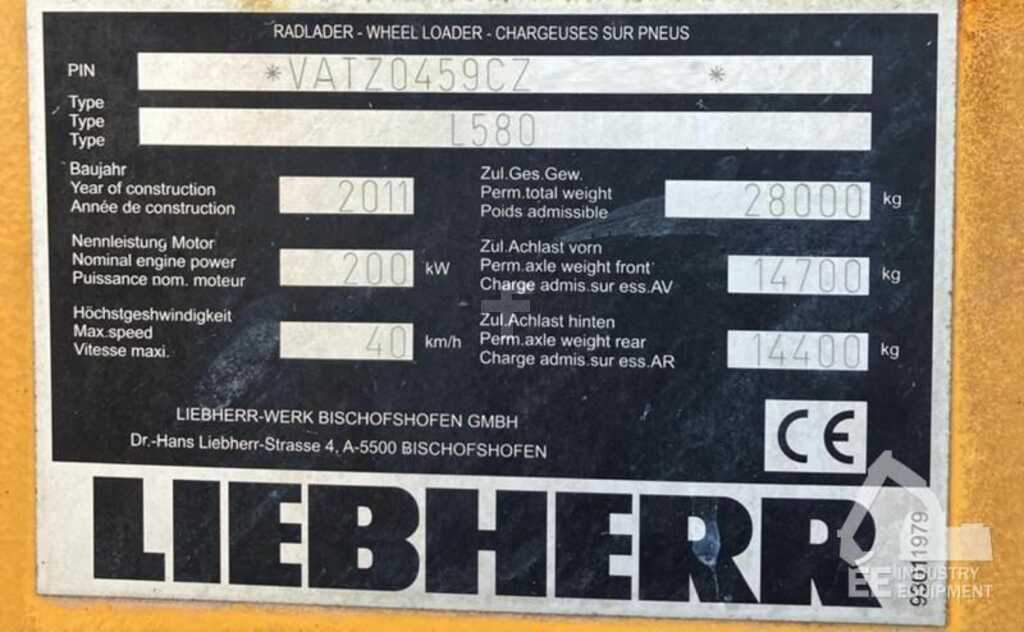 RADLADER - WHEEL LOADER - CHARGEUSES SUR PNEUS
PIN *VATZ0459CZ *
Type
Type
Type
L580
Baujahr
Year of construction
Année de construction
2011
Zul.Ges.Gew.
Perm.total weight
Poids admissible
28000 kg
Nennleistung Motor
Nominal engine power
Puissance nom. moteur
200 kW
Zul.Achlast vorn
Perm.axle weight front
Charge admis.sur ess.AV
14700 kg
Höchstgeshwindigkeit
Max.speed
Vitesse maxi.
40 km/h
Zul.Achlast hinten
Perm.axle weight rear
Charge admis.sur ess.AR
14400 kg
LIEBHERR-WERK BISCHOFSHOFEN GMBH
Dr.-Hans Liebherr-Strasse 4, A-5500 BISCHOFSHOFEN
CE
LIEBHERR
93011979
EE INDUSTRY
EQUIPMENT